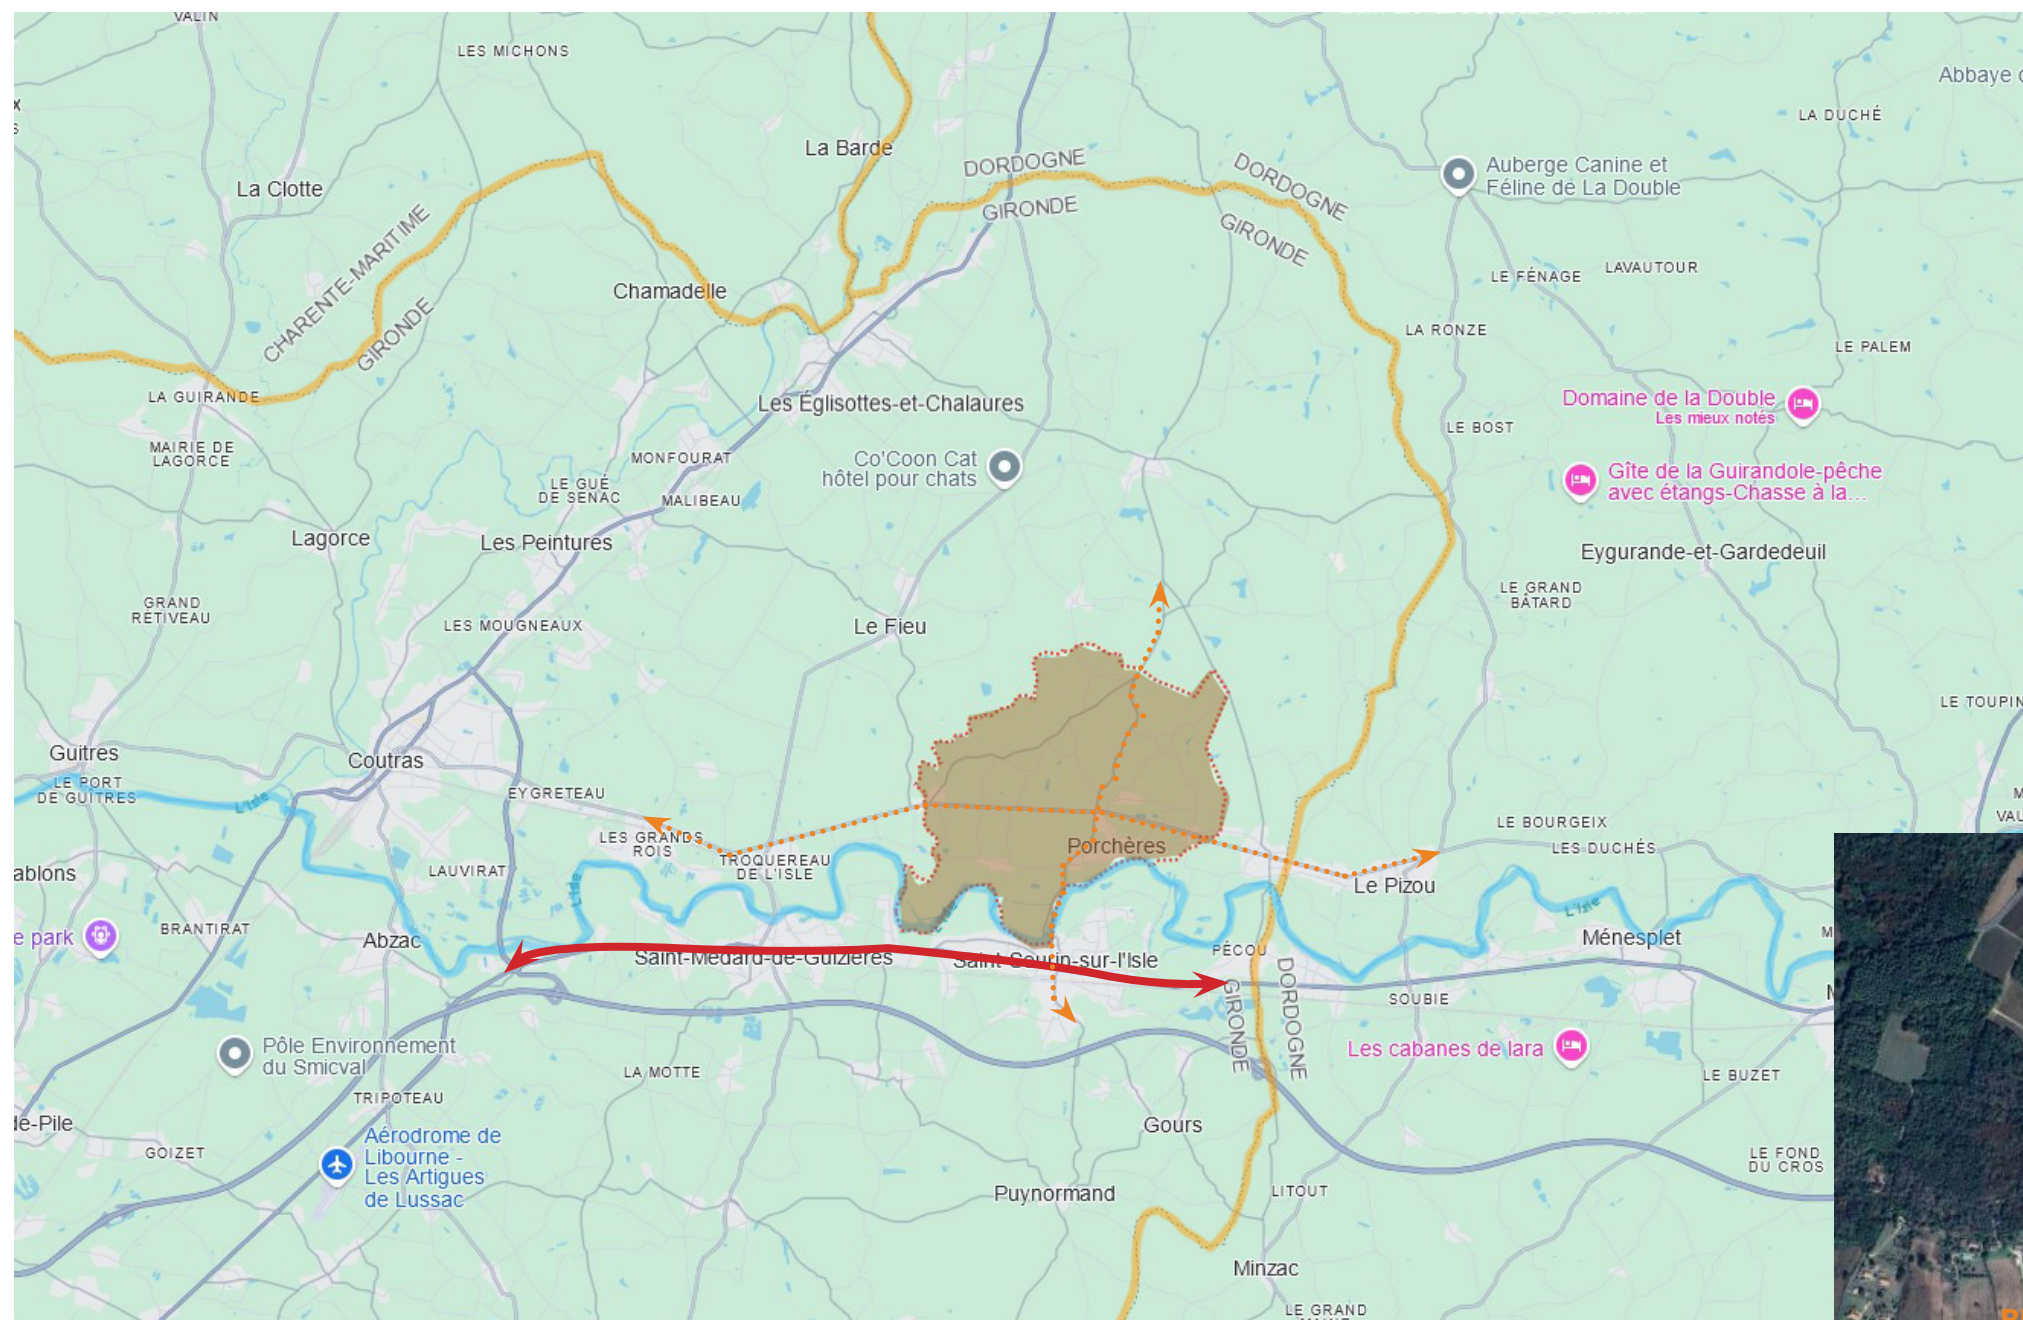 VALIN
LES MICHONS
Abbaye
LA DUCHÉ
La Barde
DORDOGNE
GIRONDE
DORDOGNE
GIRONDE
Auberge Canine et
Féline de La Double
La Clotte
CHARENTE-MARITIME
GIRONDE
Chamadelle
LE FÉNAGE
LAVAUTOUR
LA RONZE
LE PALEM
LA GUIRANDE
Les Églisottes-et-Chalaures
Domaine de la Double
Les mieux notés
LE BOST
MAIRIE DE
LAGORCE
MONFOURAT
Co'Coon Cat
hôtel pour chats
Gîte de la Guirandole-pêche
avec étangs-Chasse à la...
LE GUÉ
DE SENAC
MALIBEAU
Lagorce
Les Peintures
Eygurande-et-Gardedeuil
GRAND
RÉTIVEAU
LE GRAND
BÂTARD
LES MOUGNEAUX
Le Fieu
LE TOUPIN
Guitres
Coutras
LE PORT
DE GUITRES
L'Isle
EYGRETEAU
LES GRANDS
ROIS
TROQUEREAU
DE L'ISLE
Porchères
LE BOURGEIX
LES DUCHÉS
VAU
ablons
LAUVIRAT
L'Isle
Le Pizou
L'Isle
e park
BRANTIRAT
Abzac
Saint-Médard-de-Guizières
Saint-Seurin-sur-l'Isle
PÉCOU
Ménesplet
GIRONDE
DORDOGNE
SOUBIE
Pôle Environnement
du Smicval
LA MOTTE
Les cabanes de lara
LE BUZET
TRIPOTEAU
de-Pile
Gours
GOIZET
Aérodrome de
Libourne -
Les Artigues
de Lussac
LE FOND
DU CROS
Puynormand
LITOUT
Minzac
LE GRAND